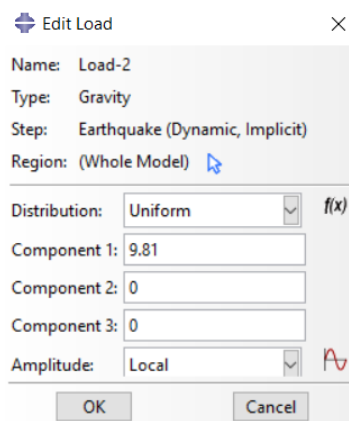 Edit Load
Name: Load-2
Type: Gravity
Step: Earthquake (Dynamic, Implicit)
Region: (Whole Model)
Distribution: Uniform f(x)
Component 1: 9.81
Component 2: 0
Component 3: 0
Amplitude: Local
OK Cancel